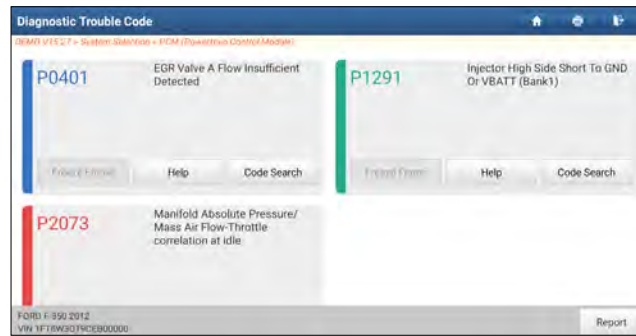 Diagnostic Trouble Code
DEMO V15.27 > System Selection > PCM (Powertrain Control Module)
P0401
EGR Valve A Flow Insufficient
Detected
Freeze Frame
Help
Code Search
P1291
Injector High Side Short To GND
Or VBATT (Bank1)
Freeze Frame
Help
Code Search
P2073
Manifold Absolute Pressure/
Mass Air Flow-Throttle
correlation at idle
FORD F-350 2012
Report